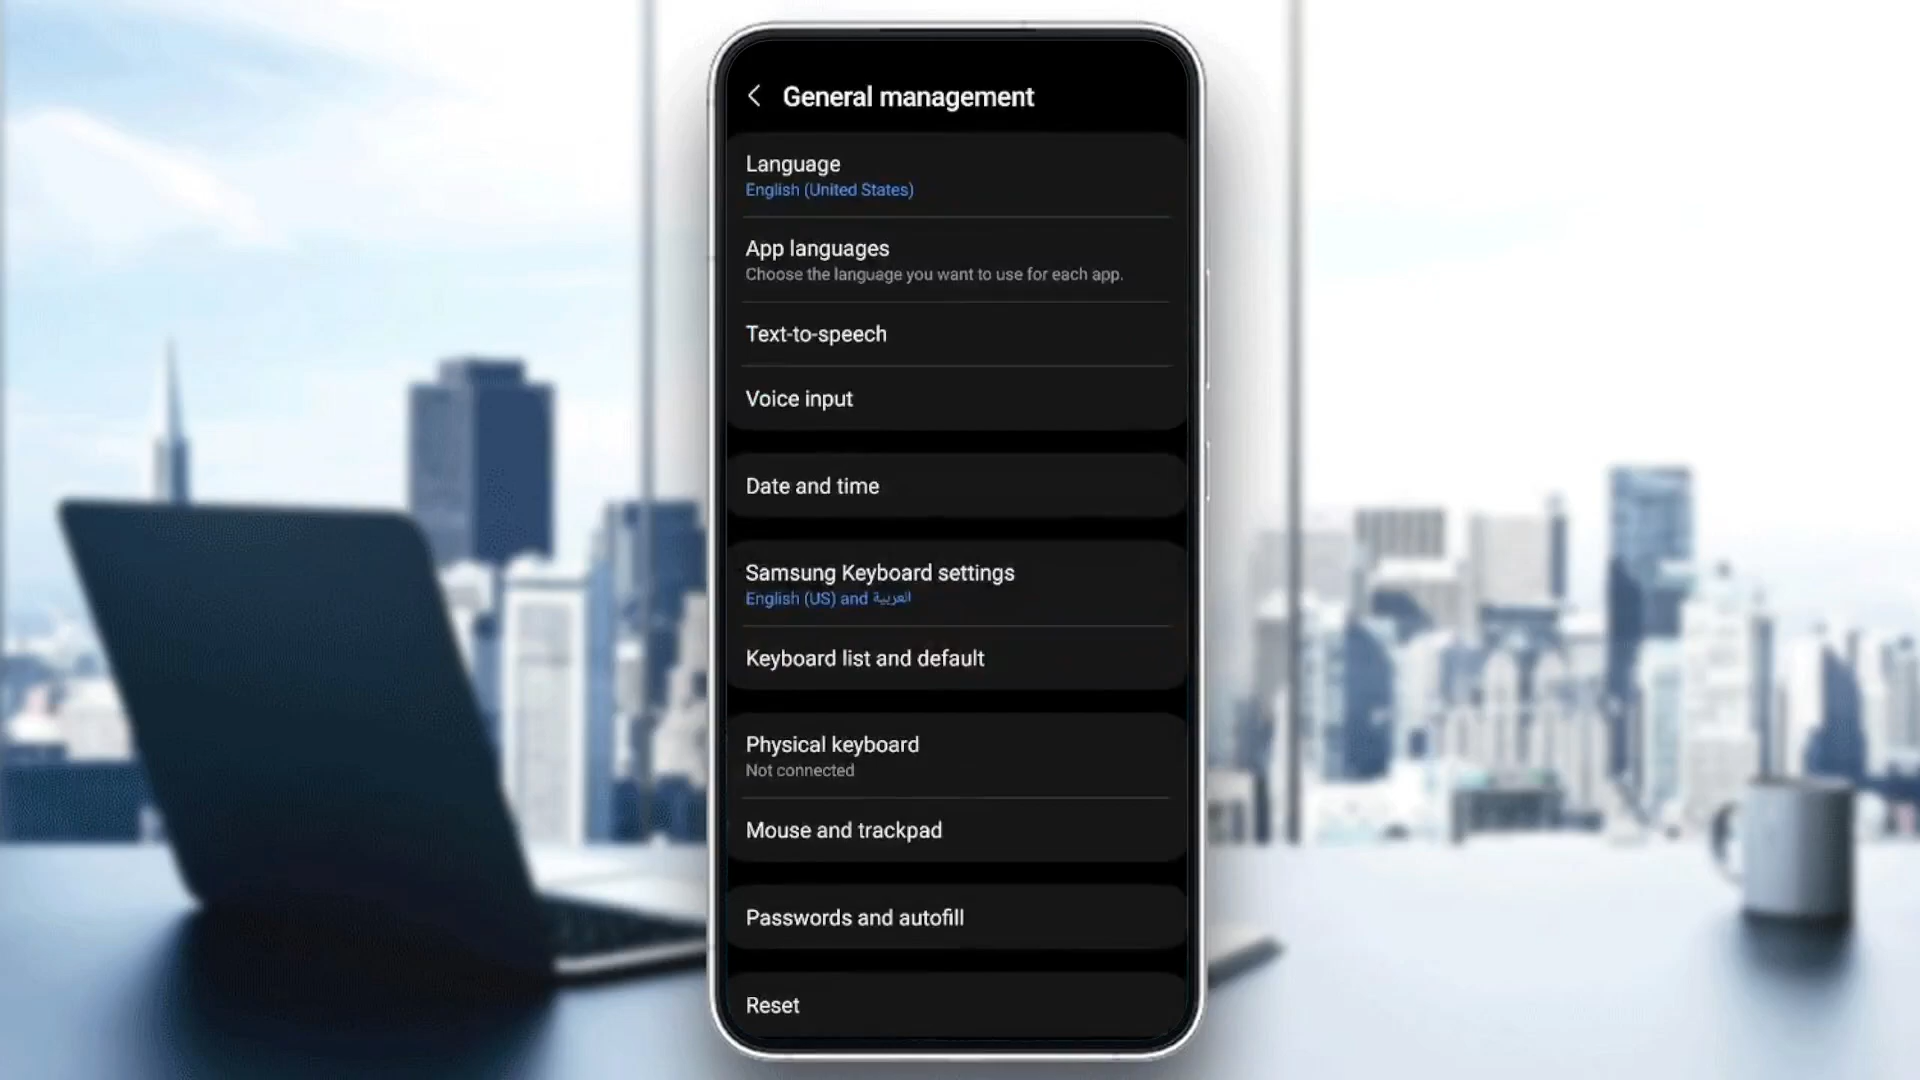 General management
Language
English (United States)
App languages
Choose the language you want to use for each app.
Text-to-speech
Voice input
Date and time
Samsung Keyboard settings
English (US) and العربية
Keyboard list and default
Physical keyboard
Not connected
Mouse and trackpad
Passwords and autofill
Reset